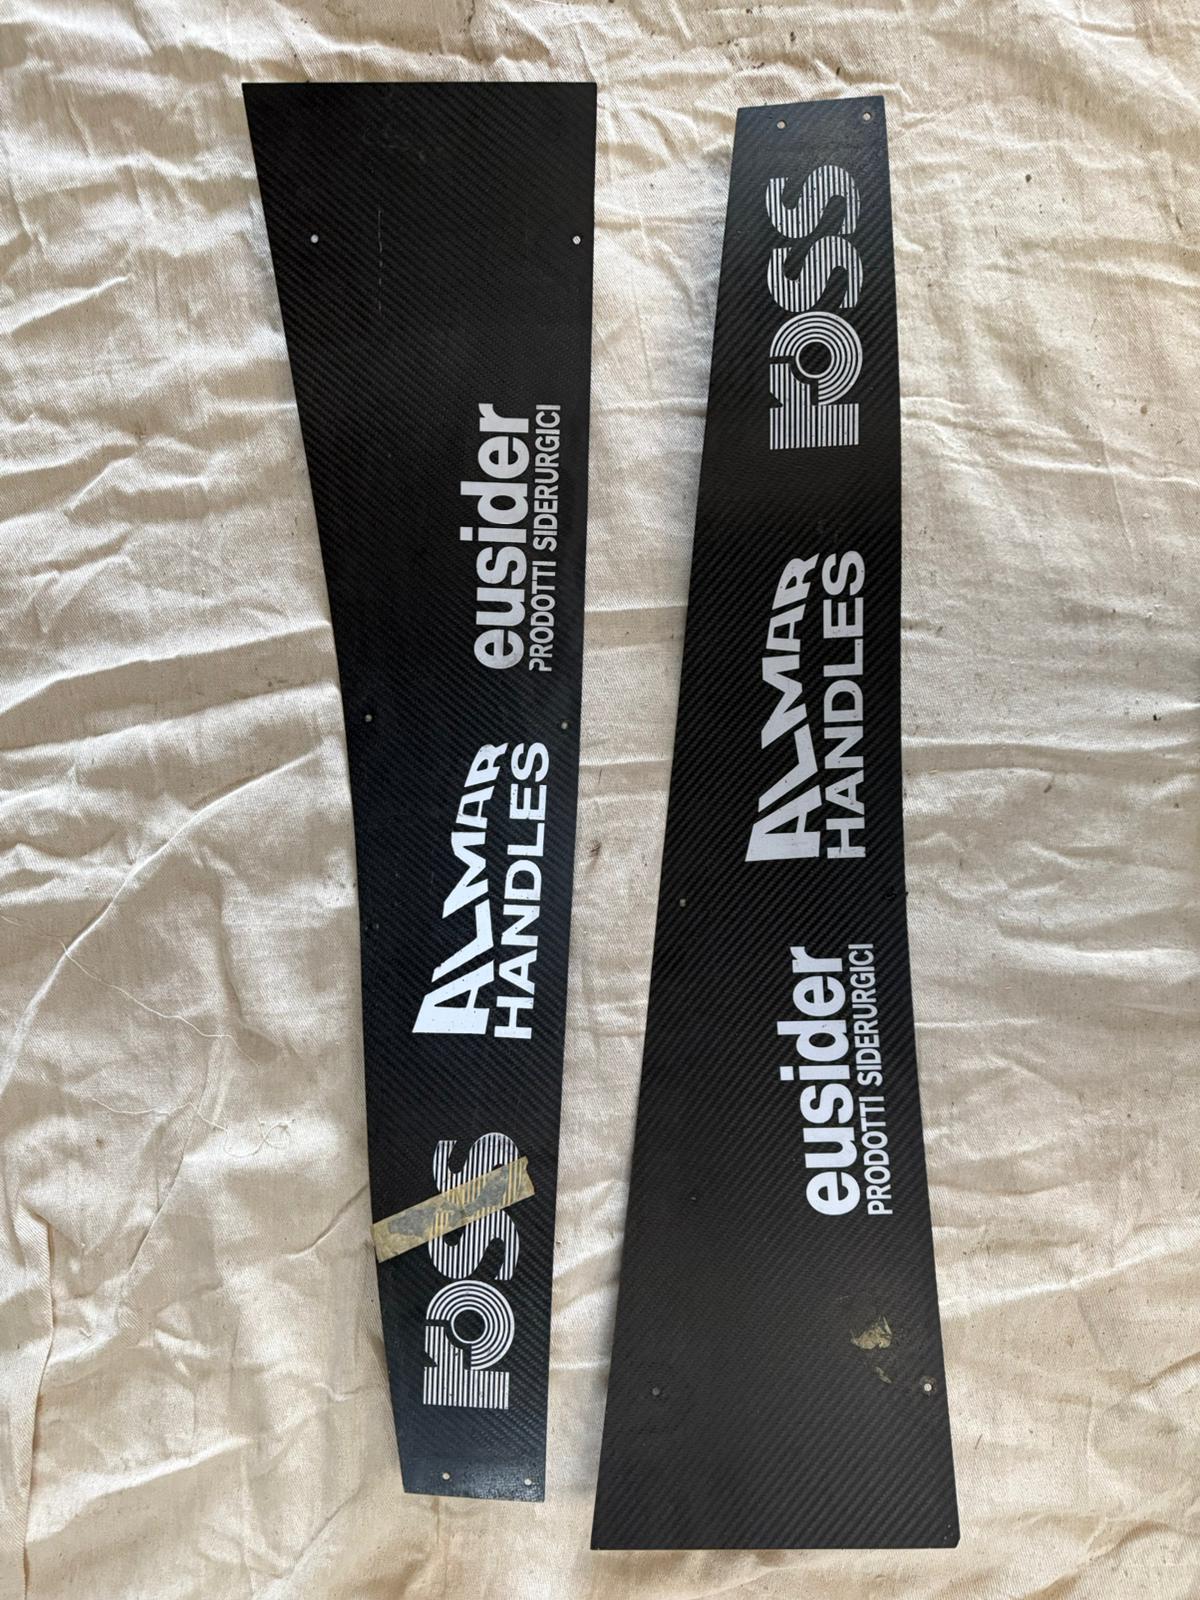 eusider
PRODOTTI SIDERURGICI
ALMAR
HANDLES
ross
ross
ALMAR
HANDLES
eusider
PRODOTTI SIDERURGICI